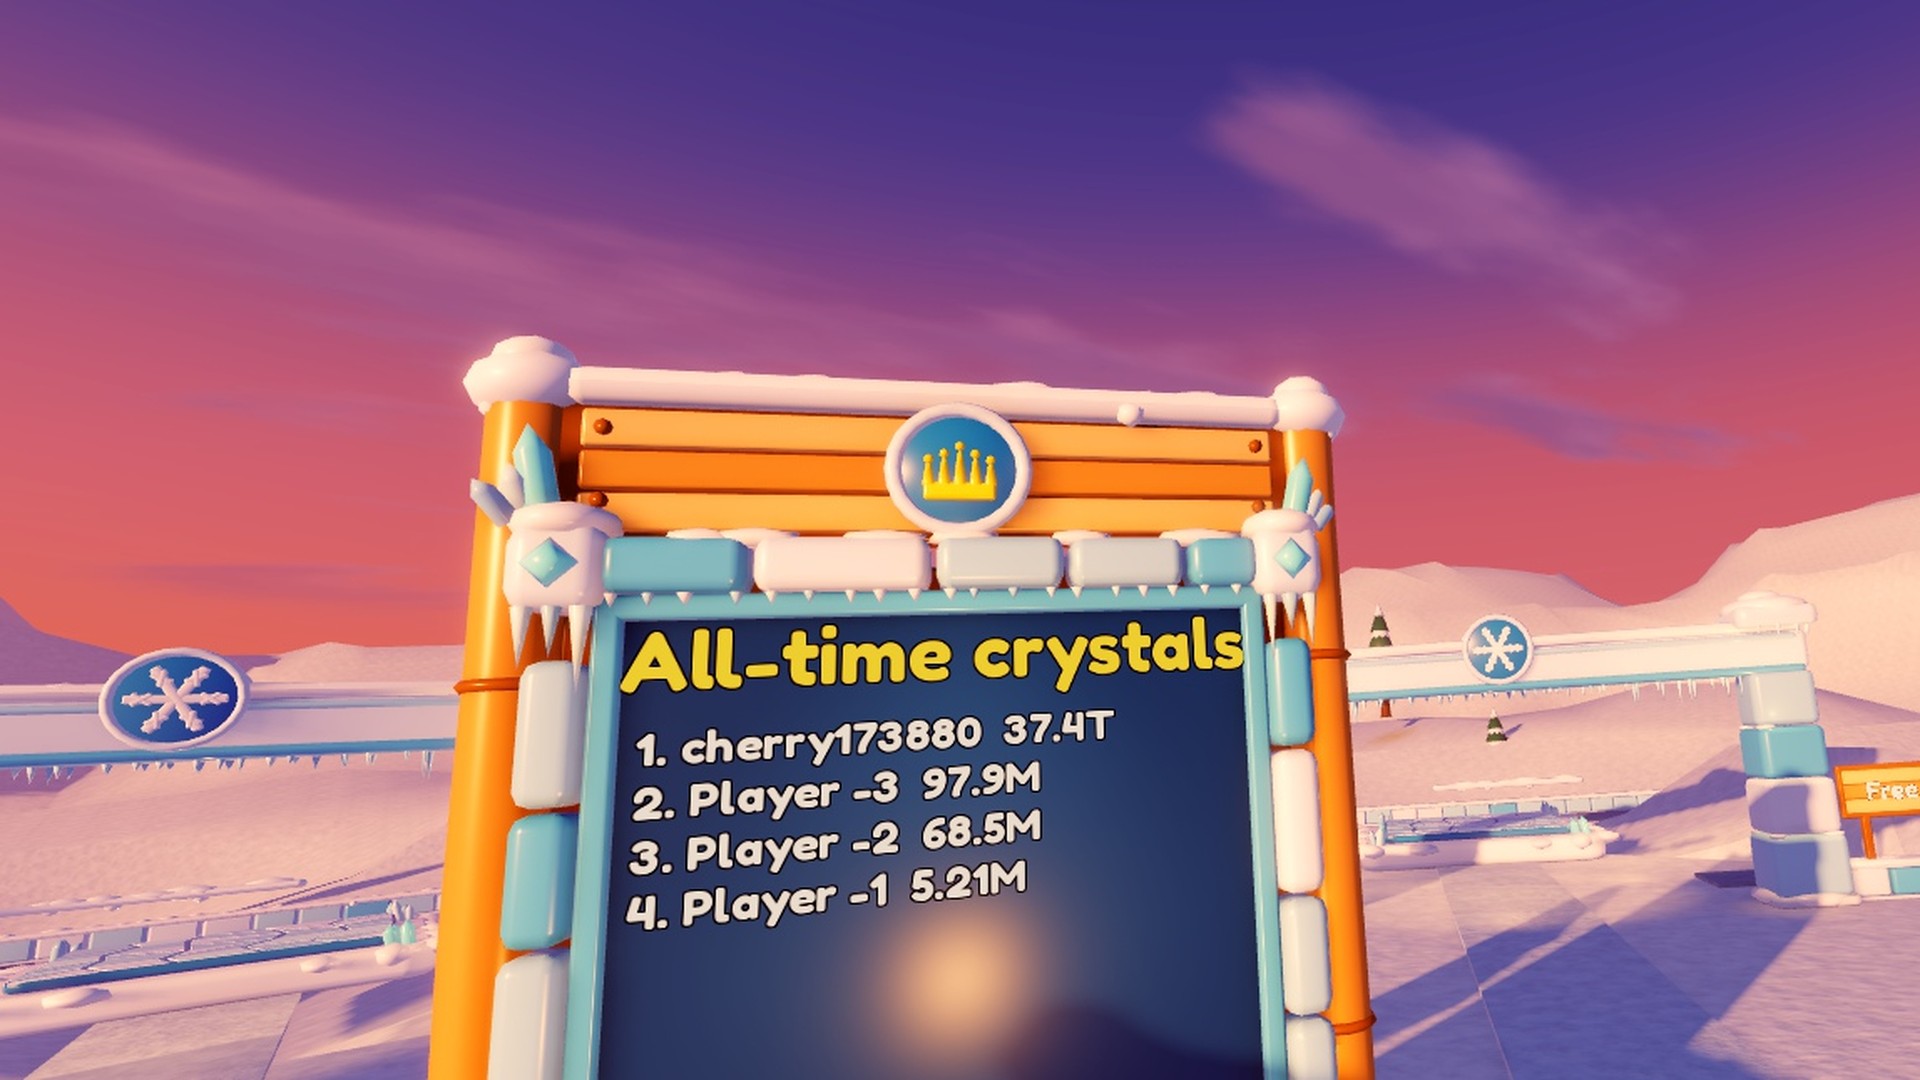 All-time crystals
1. cherry173880 37.4T
2. Player -3 97.9M
3. Player -2 68.5M
4. Player -1 5.21M
Free